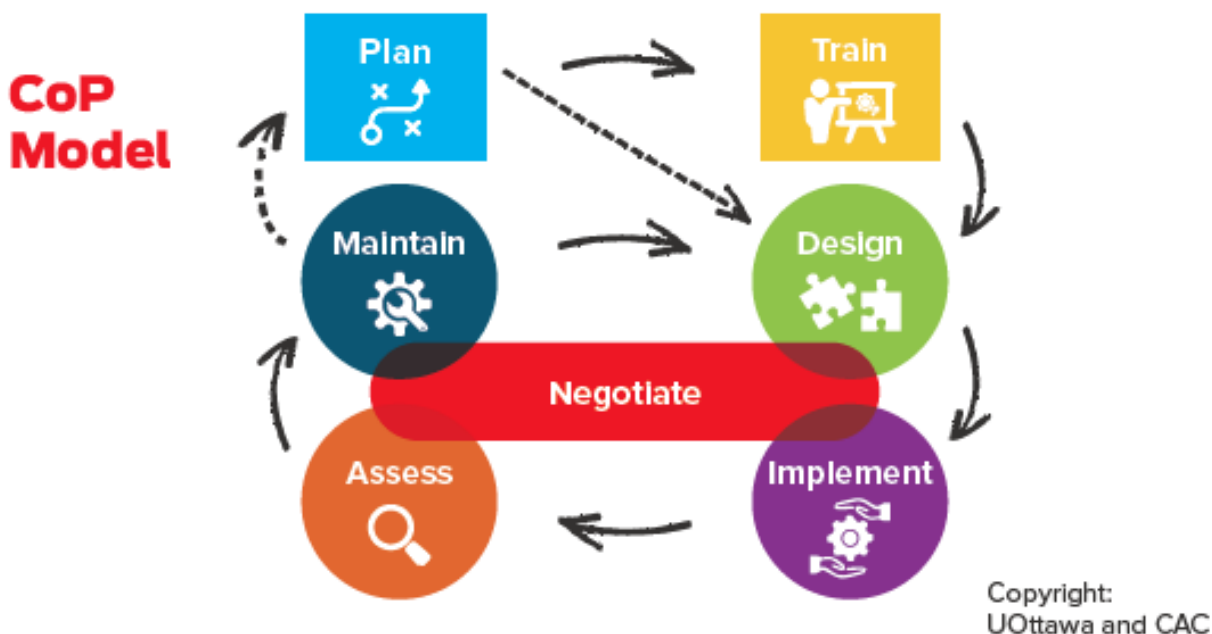 CoP
Model
Plan
Train
Maintain
Design
Negotiate
Assess
Implement
Copyright:
UOttawa and CAC